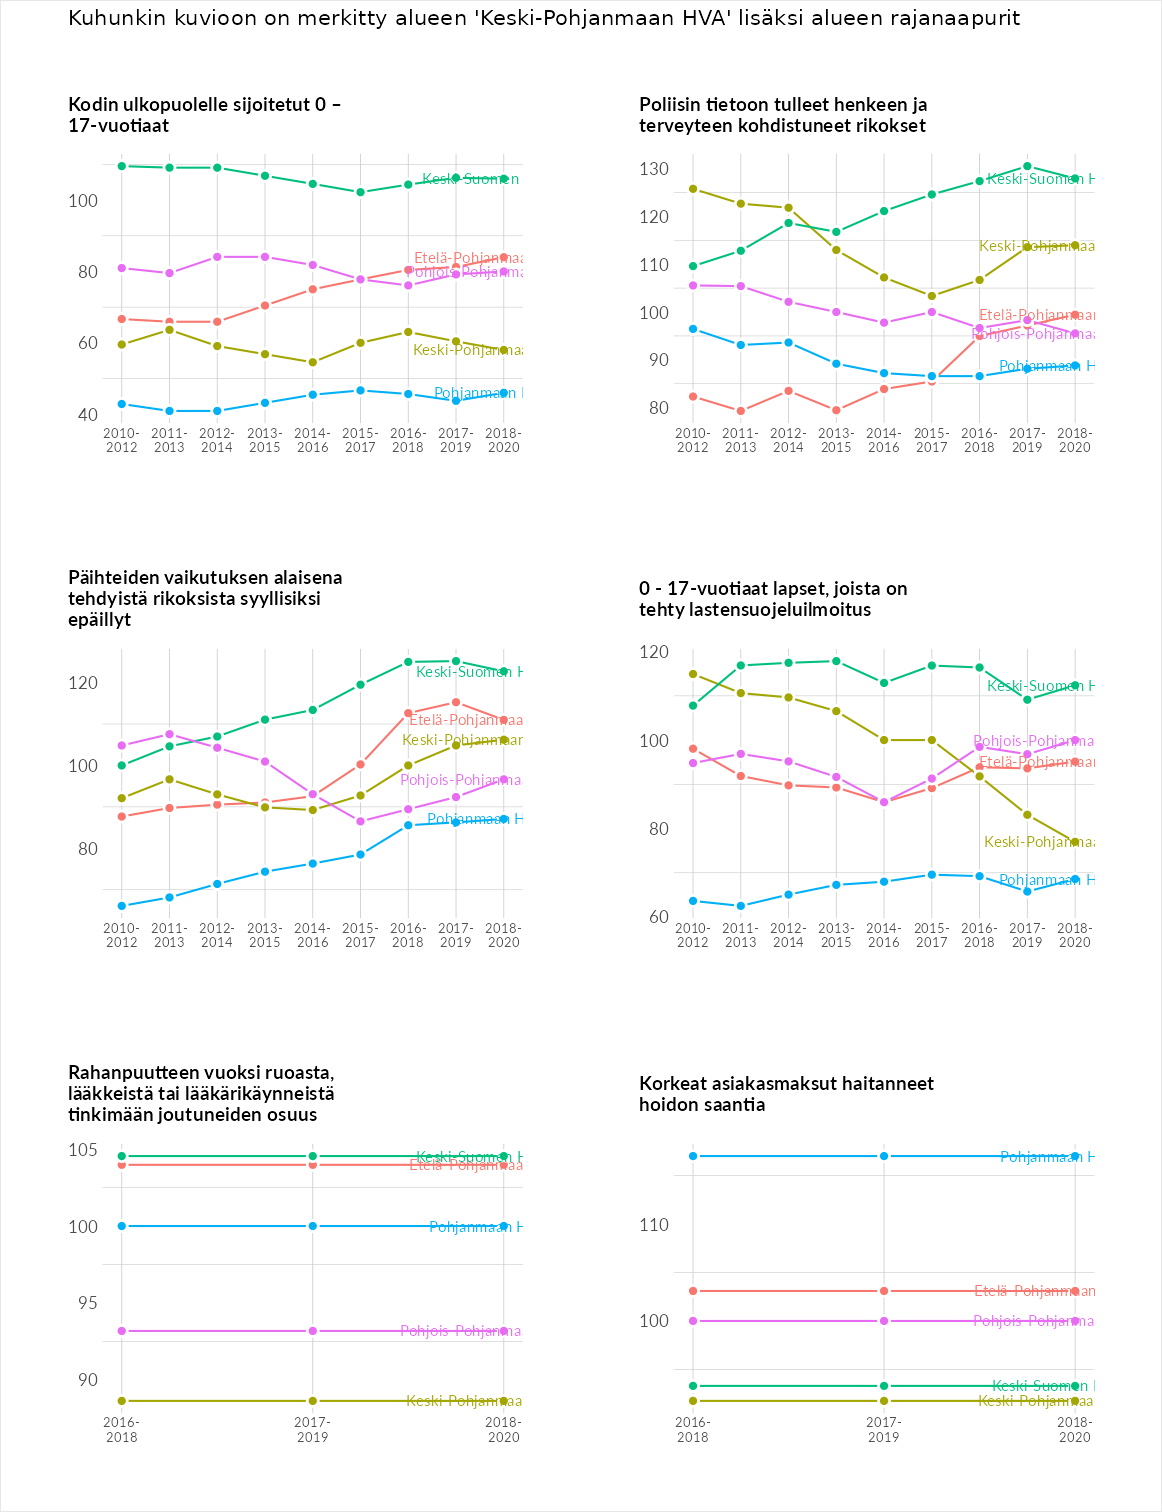 Kuhunkin kuvioon on merkitty alueen 'Keski-Pohjanmaan HVA' lisäksi alueen rajanaapurit
Kodin ulkopuolelle sijoitetut 0 –
17-vuotiaat
100
80
60
40
Keski-Suomen
Etelä-Pohjanmaa
Pohjois-Pohjanma
Keski-Pohjanmaa
Pohjanmaan H
2010- 2011- 2012- 2013- 2014- 2015- 2016- 2017- 2018-
2012 2013 2014 2015 2016 2017 2018 2019 2020
Poliisin tietoon tulleet henkeen ja
terveyteen kohdistuneet rikokset
130
120
110
100
90
80
Keski-Suomen H
Keski-Pohjanmaa
Etelä-Pohjanmaan
Pohjois-Pohjanmaa
Pohjanmaan H
2010- 2011- 2012- 2013- 2014- 2015- 2016- 2017- 2018-
2012 2013 2014 2015 2016 2017 2018 2019 2020
Päihteiden vaikutuksen alaisena
tehdyistä rikoksista syyllisiksi
epäillyt
120
100
80
Keski-Suomen H
Etelä-Pohjanmaa
Keski-Pohjanmaan
Pohjois-Pohjanma
Pohjanmaan H
2010- 2011- 2012- 2013- 2014- 2015- 2016- 2017- 2018-
2012 2013 2014 2015 2016 2017 2018 2019 2020
0 - 17-vuotiaat lapset, joista on
tehty lastensuojeluilmoitus
120
100
80
60
Keski-Suomen H
Pohjois-Pohjanma
Etelä-Pohjanmaan
Keski-Pohjanmaa
Pohjanmaan H
2010- 2011- 2012- 2013- 2014- 2015- 2016- 2017- 2018-
2012 2013 2014 2015 2016 2017 2018 2019 2020
Rahanpuutteen vuoksi ruoasta,
lääkkeistä tai lääkärikäynneistä
tinkimään joutuneiden osuus
105
100
95
90
Keski-Suomen H
Etelä-Pohjanmaa
Pohjanmaan H
Pohjois-Pohjanma
Keski-Pohjanmaa
2016- 2017- 2018-
2018 2019 2020
Korkeat asiakasmaksut haitanneet
hoidon saantia
110
100
Pohjanmaan H
Etelä-Pohjanmaan
Pohjois-Pohjanma
Keski-Suomen H
Keski-Pohjanmaa
2016- 2017- 2018-
2018 2019 2020